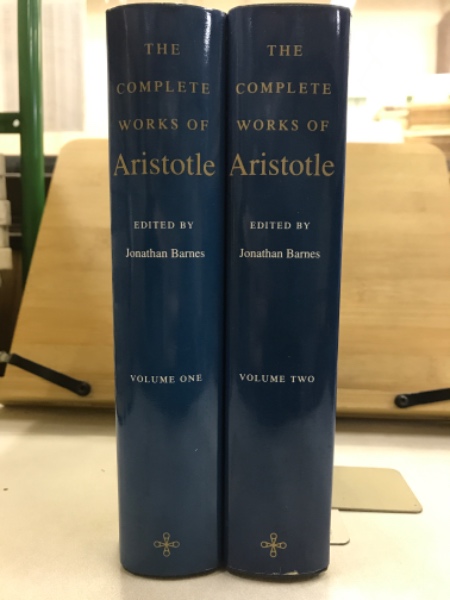 THE
COMPLETE
WORKS OF
Aristotle
EDITED BY
Jonathan Barnes
VOLUME ONE
THE
COMPLETE
WORKS OF
Aristotle
EDITED BY
Jonathan Barnes
VOLUME TWO